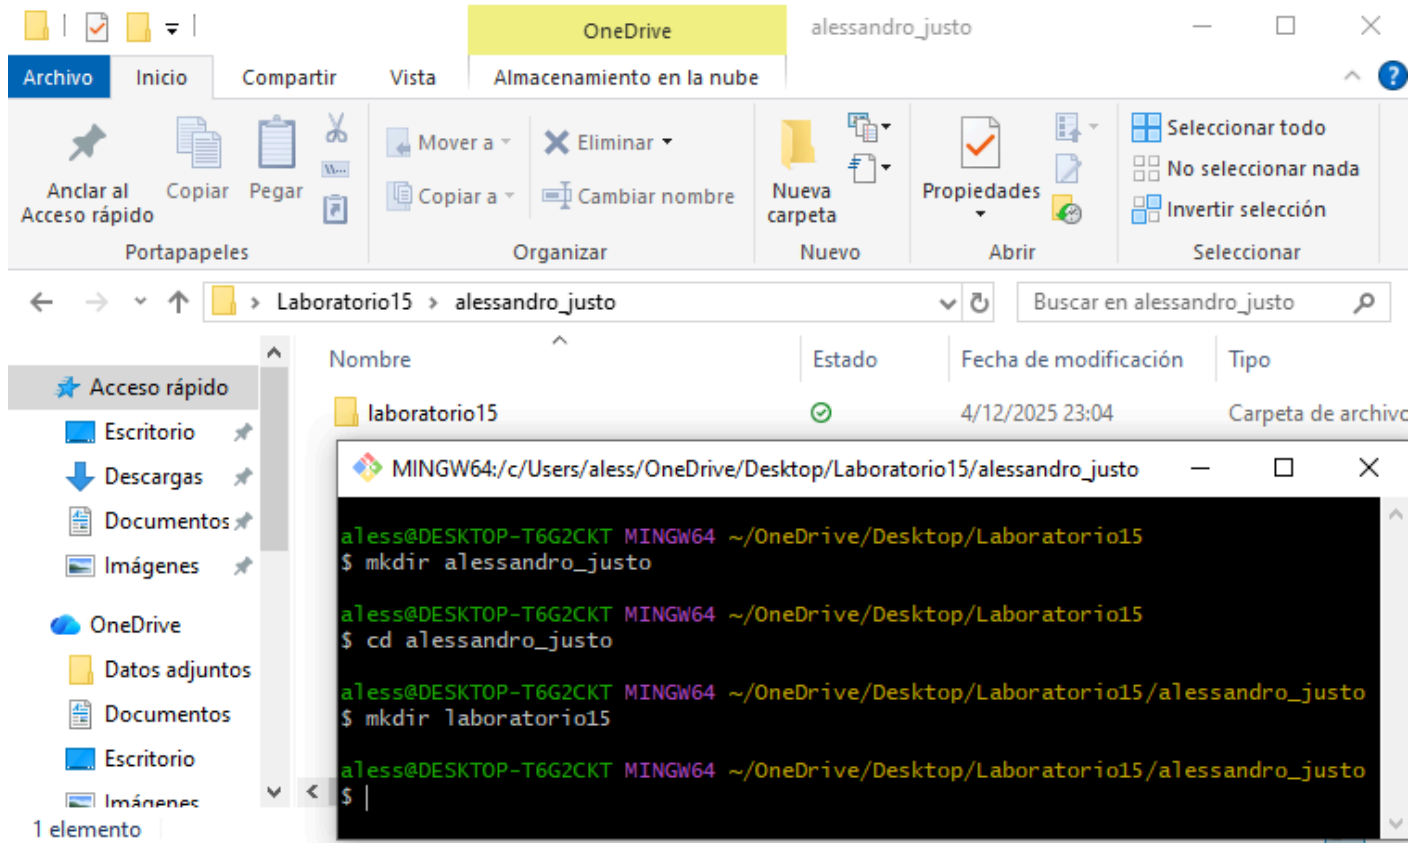 OneDrive
alessandro_justo
Archivo
Inicio
Compartir
Vista
Almacenamiento en la nube
Anclar al
Acceso rápido
Copiar
Pegar
Portapapeles
Mover a
Copiar a
Eliminar
Cambiar nombre
Organizar
Nueva
carpeta
Nuevo
Propiedades
Abrir
Seleccionar todo
No seleccionar nada
Invertir selección
Seleccionar
Laboratorio15 > alessandro_justo
Buscar en alessandro_justo
Acceso rápido
Escritorio
Descargas
Documentos
Imágenes
OneDrive
Datos adjuntos
Documentos
Escritorio
Imágenes
1 elemento
Nombre
Estado
Fecha de modificación
Tipo
laboratorio15
4/12/2025 23:04
Carpeta de archivo
MINGW64:/c/Users/aless/OneDrive/Desktop/Laboratorio15/alessandro_justo
aless@DESKTOP-T6G2CKT MINGW64 ~/OneDrive/Desktop/Laboratorio15
$ mkdir alessandro_justo
aless@DESKTOP-T6G2CKT MINGW64 ~/OneDrive/Desktop/Laboratorio15
$ cd alessandro_justo
aless@DESKTOP-T6G2CKT MINGW64 ~/OneDrive/Desktop/Laboratorio15/alessandro_justo
$ mkdir laboratorio15
aless@DESKTOP-T6G2CKT MINGW64 ~/OneDrive/Desktop/Laboratorio15/alessandro_justo
$